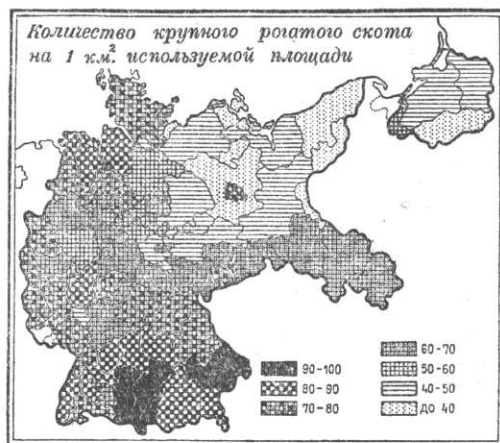 Количество крупного рогатого скота
на 1 км.² используемой площади
90-100
80-90
70-80
60-70
50-60
40-50
до 40